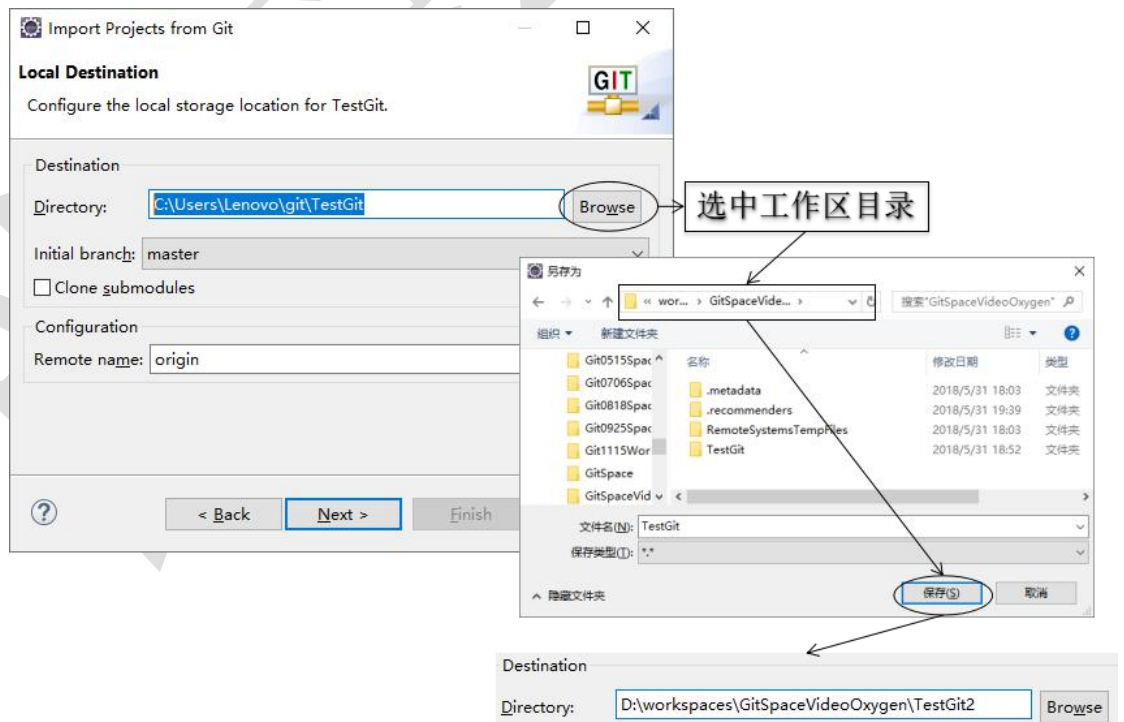 Import Projects from Git
Local Destination
Configure the local storage location for TestGit.
GIT
Destination
Directory: C:\Users\Lenovo\git\TestGit Browse
选中工作区目录
Initial branch: master
Clone submodules
Configuration
Remote name: origin
< Back Next > Finish
另存为
« wor... › GitSpaceVide... › 搜索"GitSpaceVideoOxygen"
组织 新建文件夹
名称 修改日期 类型
Git0515Spac
Git0706Spac
Git0818Spac
Git0925Spac
Git1115Wor
GitSpace
GitSpaceVid
.metadata 2018/5/31 18:03 文件夹
.recommenders 2018/5/31 19:39 文件夹
RemoteSystemsTempFiles 2018/5/31 18:03 文件夹
TestGit 2018/5/31 18:52 文件夹
文件名(N): TestGit
保存类型(T): *.*
隐藏文件夹 保存(S) 取消
Destination
Directory: D:\workspaces\GitSpaceVideoOxygen\TestGit2 Browse